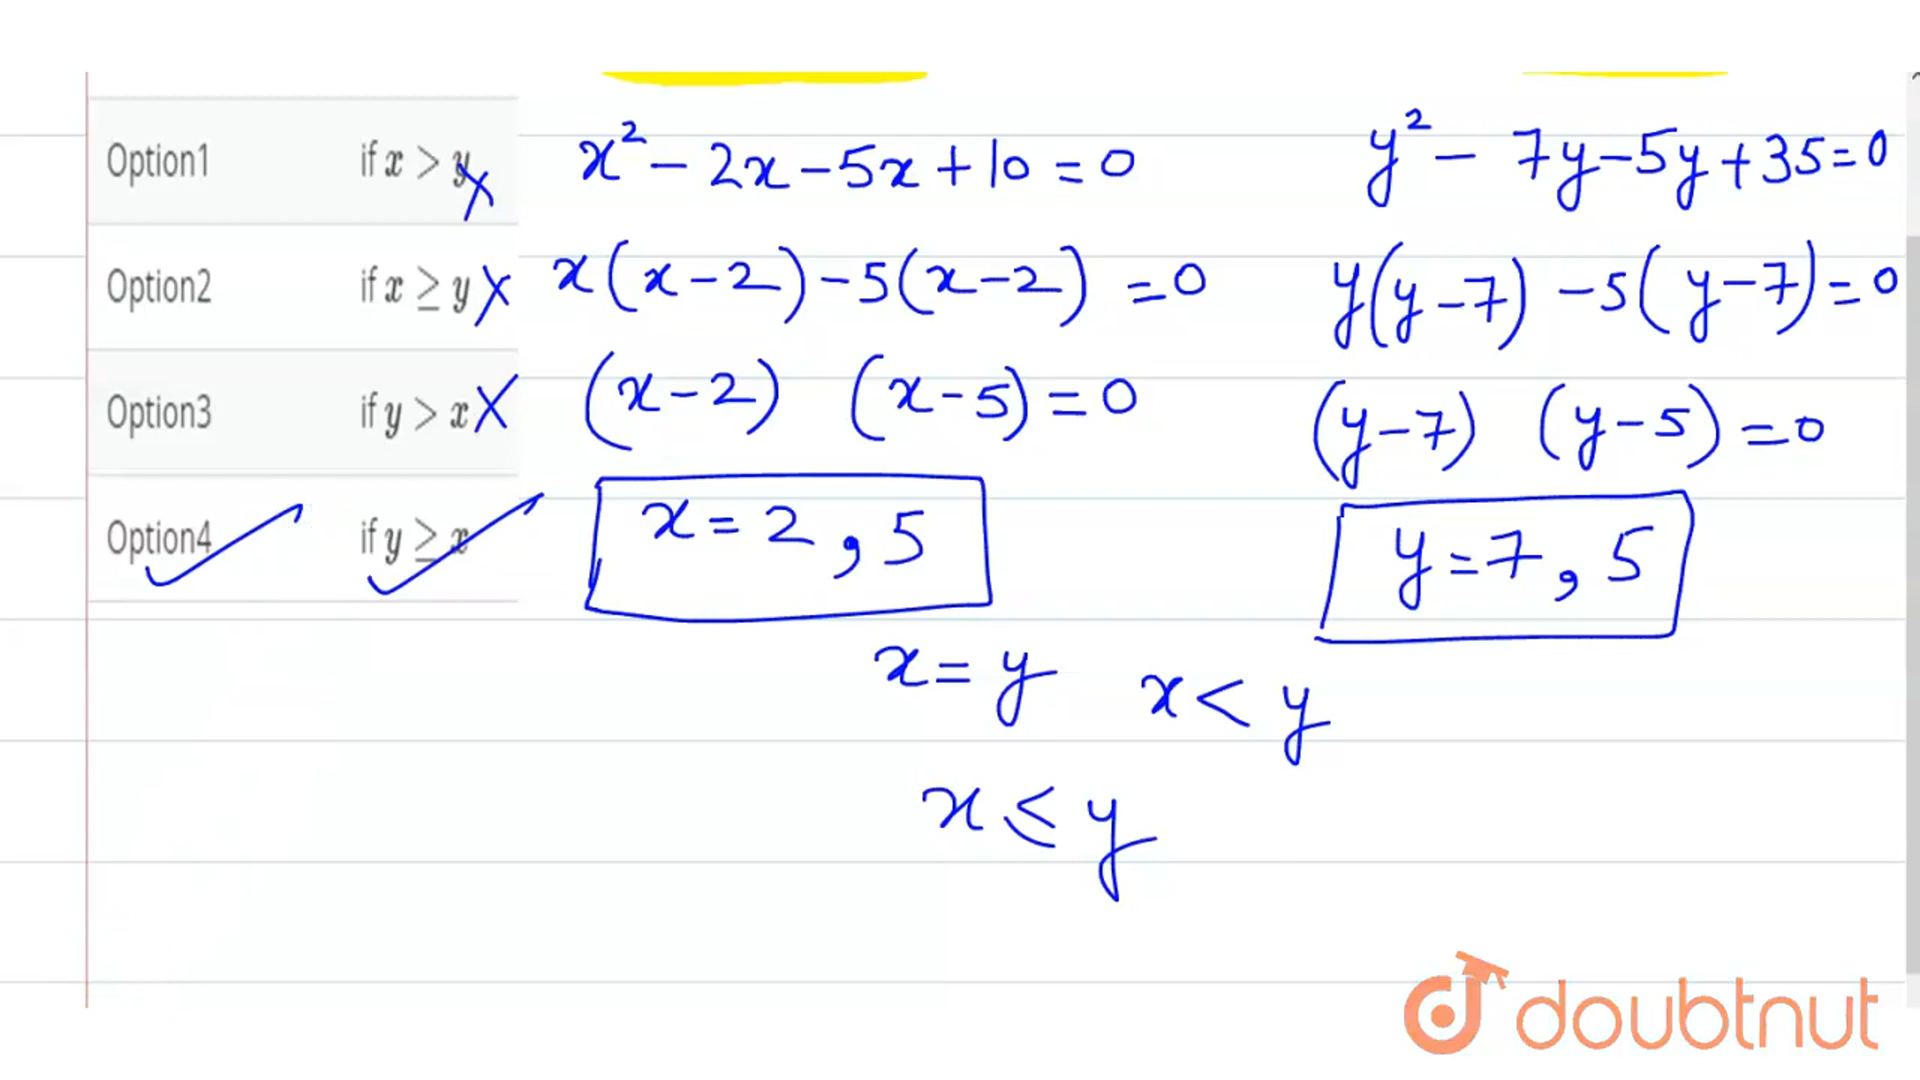 Option1 if x > y X
x² - 2x - 5x + 10 = 0
y² - 7y - 5y + 35 = 0
Option2 if x ≥ y X
x(x-2) - 5(x-2) = 0
y(y-7) - 5(y-7) = 0
Option3 if y > x X
(x-2) (x-5) = 0
(y-7) (y-5) = 0
Option4 if y ≥ x
x = 2, 5
y = 7, 5
x = y x < y
x ≤ y
doubtnut